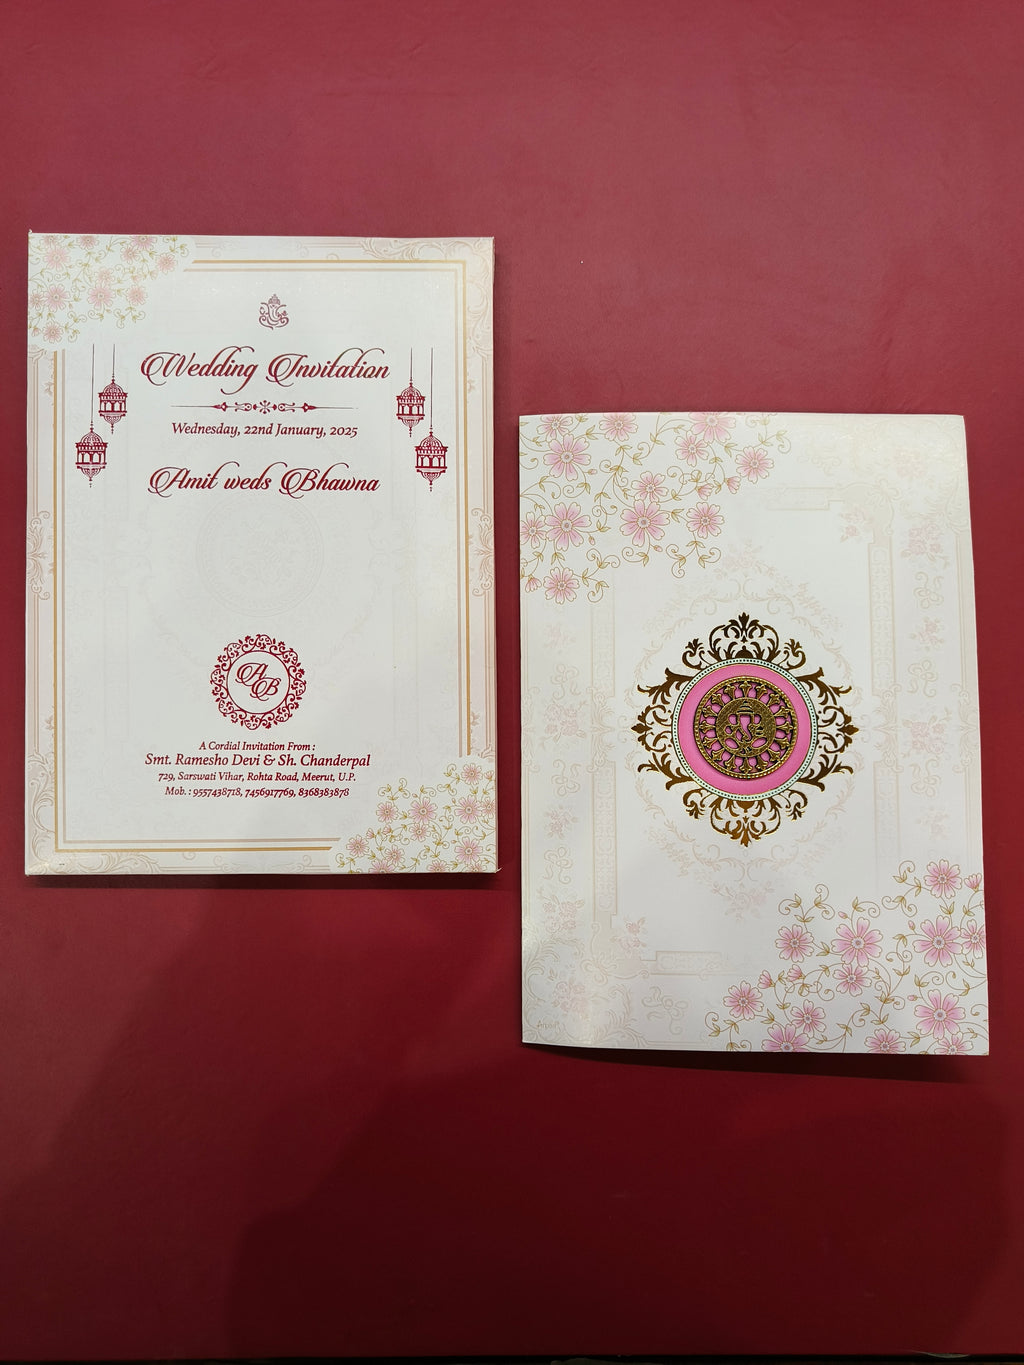 Wedding Invitation
Wednesday, 22nd January, 2025
Amit weds Bhawna
AB
A Cordial Invitation From :
Smt. Ramesho Devi & Sh. Chanderpal
729, Sarswati Vihar, Rohta Road, Meerut, U.P.
Mob. : 9557438718, 7456917769, 8368383878